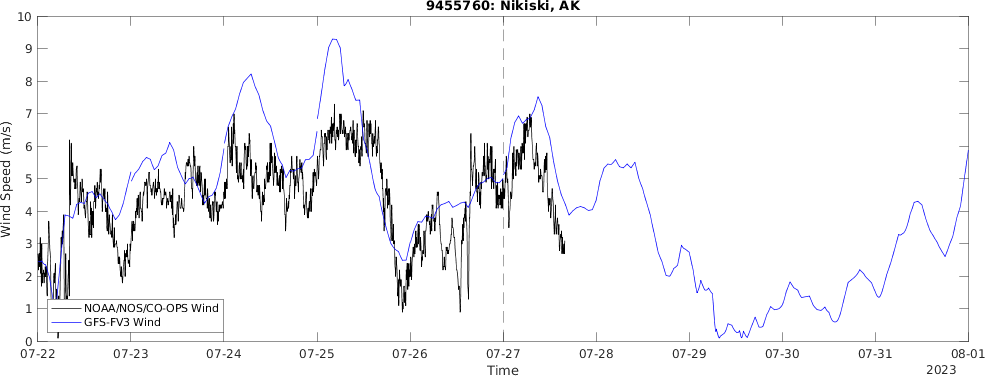 9455760: Nikiski, AK
Wind Speed (m/s)
10
9
8
7
6
5
4
3
2
1
0
NOAA/NOS/CO-OPS Wind
GFS-FV3 Wind
07-22 07-23 07-24 07-25 07-26 07-27 07-28 07-29 07-30 07-31 08-01
Time
2023